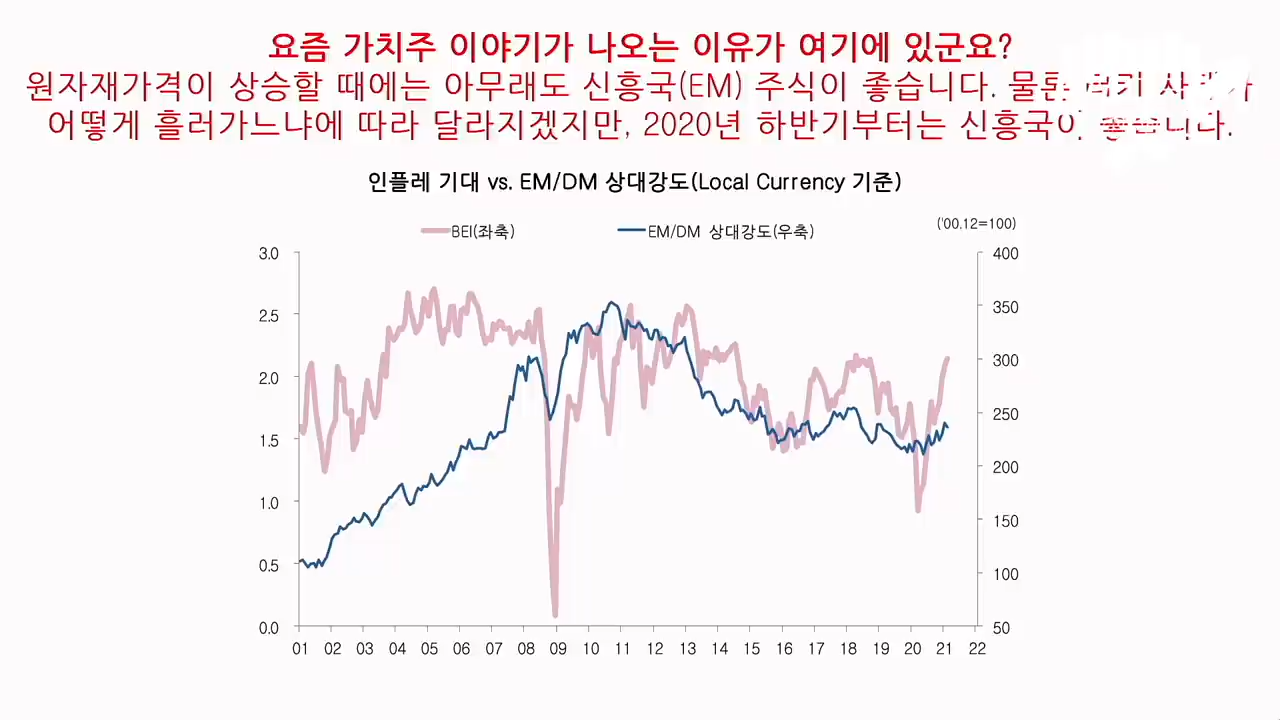 요즘 가치주 이야기가 나오는 이유가 여기에 있군요?
원자재가격이 상승할 때에는 아무래도 신흥국(EM) 주식이 좋습니다. 물론
어떻게 흘러가느냐에 따라 달라지겠지만, 2020년 하반기부터는 신흥국이
인플레 기대 vs. EM/DM 상대강도(Local Currency 기준)
BEI(좌축) EM/DM 상대강도(우축) ('00.12=100)
3.0 400
350
2.5
300
2.0
250
1.5
200
1.0
150
0.5
100
0.0 50
01 02 03 04 05 06 07 08 09 10 11 12 13 14 15 16 17 18 19 20 21 22